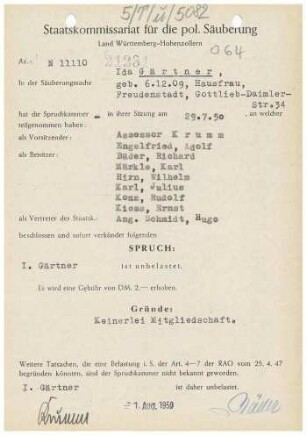 5/T/ii/5082
Staatskommissariat für die pol. Säuberung
Land Württemberg-Hohenzollern
064
Az.: N 11110
Ida Gärtner,
In der Säuberungssache geb. 6.12.09, Hausfrau,
Freudenstadt, Gottlieb-Daimler-
Str.34
hat die Spruchkammer in ihrer Sitzung am 29.7.50 , an welcher
teilgenommen haben:
als Vorsitzender: Assessor Krumm
als Beisitzer: Engelfried, Adolf
Bäder, Richard
Märkle, Karl
Hirn, Wilhelm
Karl, Julius
Konz, Rudolf
Kloss, Ernst
als Vertreter des Staatsk.: Ang. Schmidt, Hugo
beschlossen und sofort verkündet folgenden
SPRUCH:
I. Gärtner ist unbelastet.
Es wird eine Gebühr von DM. 2.— erhoben.
Gründe:
Keinerlei Mitgliedschaft.
Weitere Tatsachen, die eine Belastung i. S. der Art. 4—7 der RAO vom 25. 4. 47
begründen könnten, sind der Spruchkammer nicht bekannt geworden.
I. Gärtner ist daher unbelastet.
Krumm
1. Aug. 1950